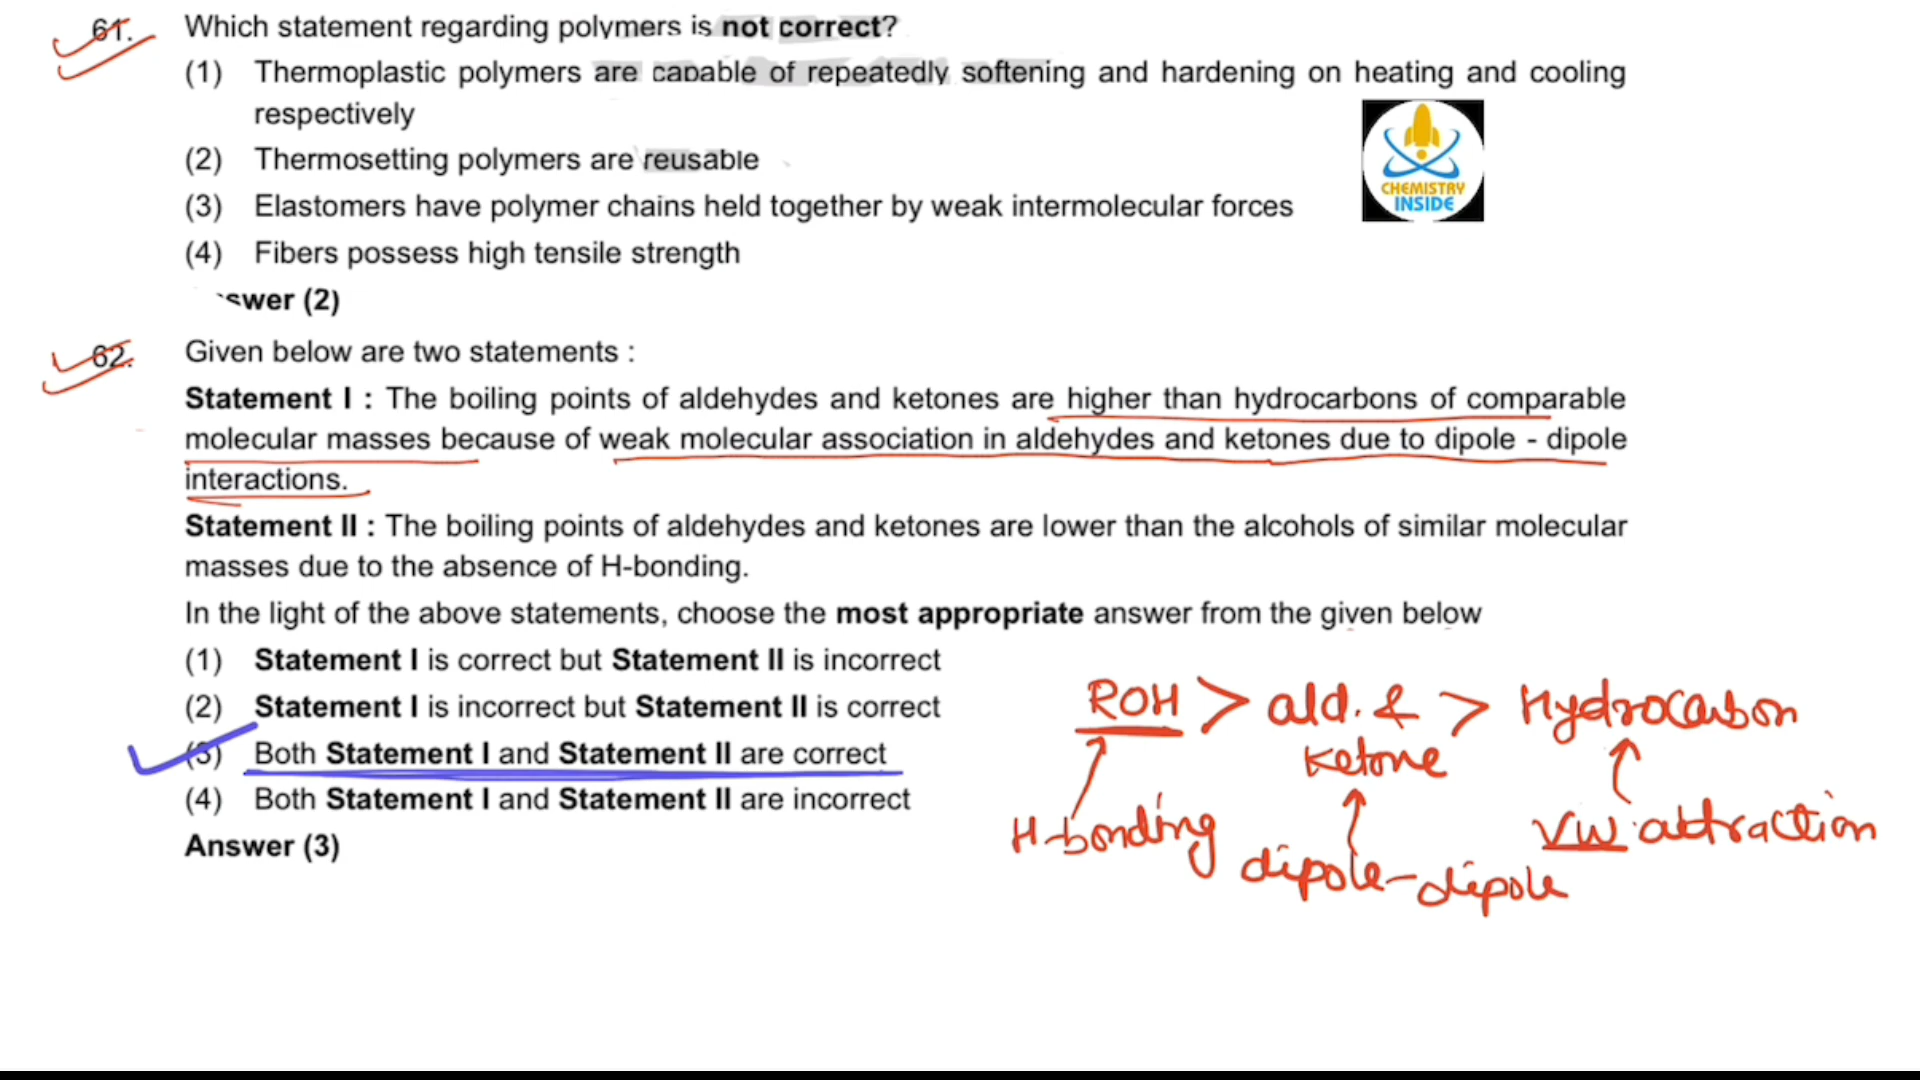 61. Which statement regarding polymers is not correct?
(1) Thermoplastic polymers are capable of repeatedly softening and hardening on heating and cooling
respectively
(2) Thermosetting polymers are reusable
(3) Elastomers have polymer chains held together by weak intermolecular forces
(4) Fibers possess high tensile strength
CHEMISTRY
INSIDE
swer (2)
62. Given below are two statements :
Statement I : The boiling points of aldehydes and ketones are higher than hydrocarbons of comparable
molecular masses because of weak molecular association in aldehydes and ketones due to dipole - dipole
interactions.
Statement II : The boiling points of aldehydes and ketones are lower than the alcohols of similar molecular
masses due to the absence of H-bonding.
In the light of the above statements, choose the most appropriate answer from the given below
(1) Statement I is correct but Statement II is incorrect
(2) Statement I is incorrect but Statement II is correct
(3) Both Statement I and Statement II are correct
(4) Both Statement I and Statement II are incorrect
Answer (3)
ROH > ald. & > Hydrocarbon
Ketone
H-bonding dipole-dipole VW. attraction